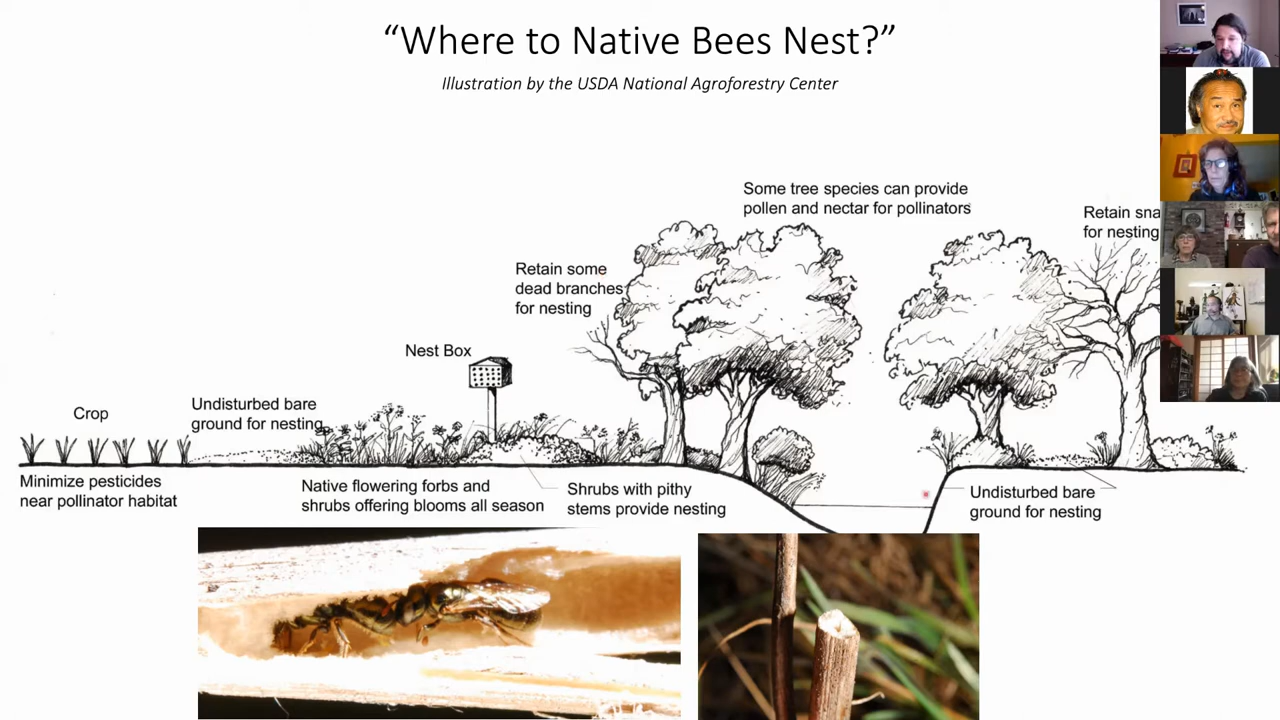 “Where to Native Bees Nest?”
Illustration by the USDA National Agroforestry Center
Some tree species can provide
pollen and nectar for pollinators
Retain
for nesting
Retain some
dead branches
for nesting
Nest Box
Crop
Undisturbed bare
ground for nesting
Minimize pesticides
near pollinator habitat
Native flowering forbs and
shrubs offering blooms all season
Shrubs with pithy
stems provide nesting
Undisturbed bare
ground for nesting